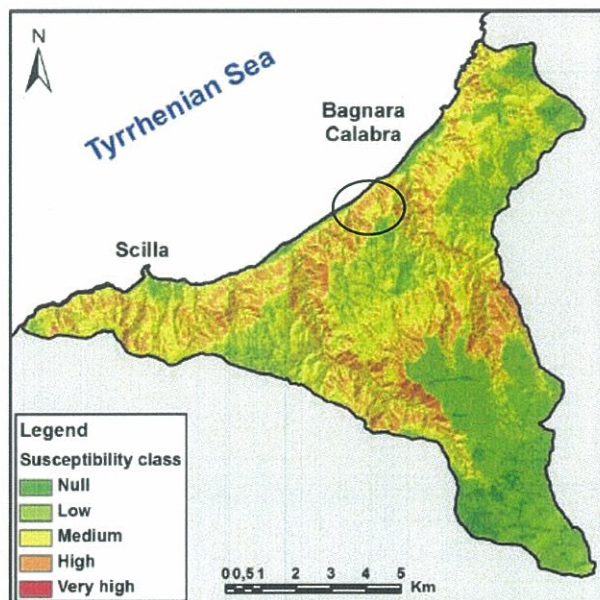 N
Tyrrhenian Sea
Bagnara
Calabra
Scilla
Legend
Susceptibility class
Null
Low
Medium
High
Very high
0 0,5 1 2 3 4 5
Km